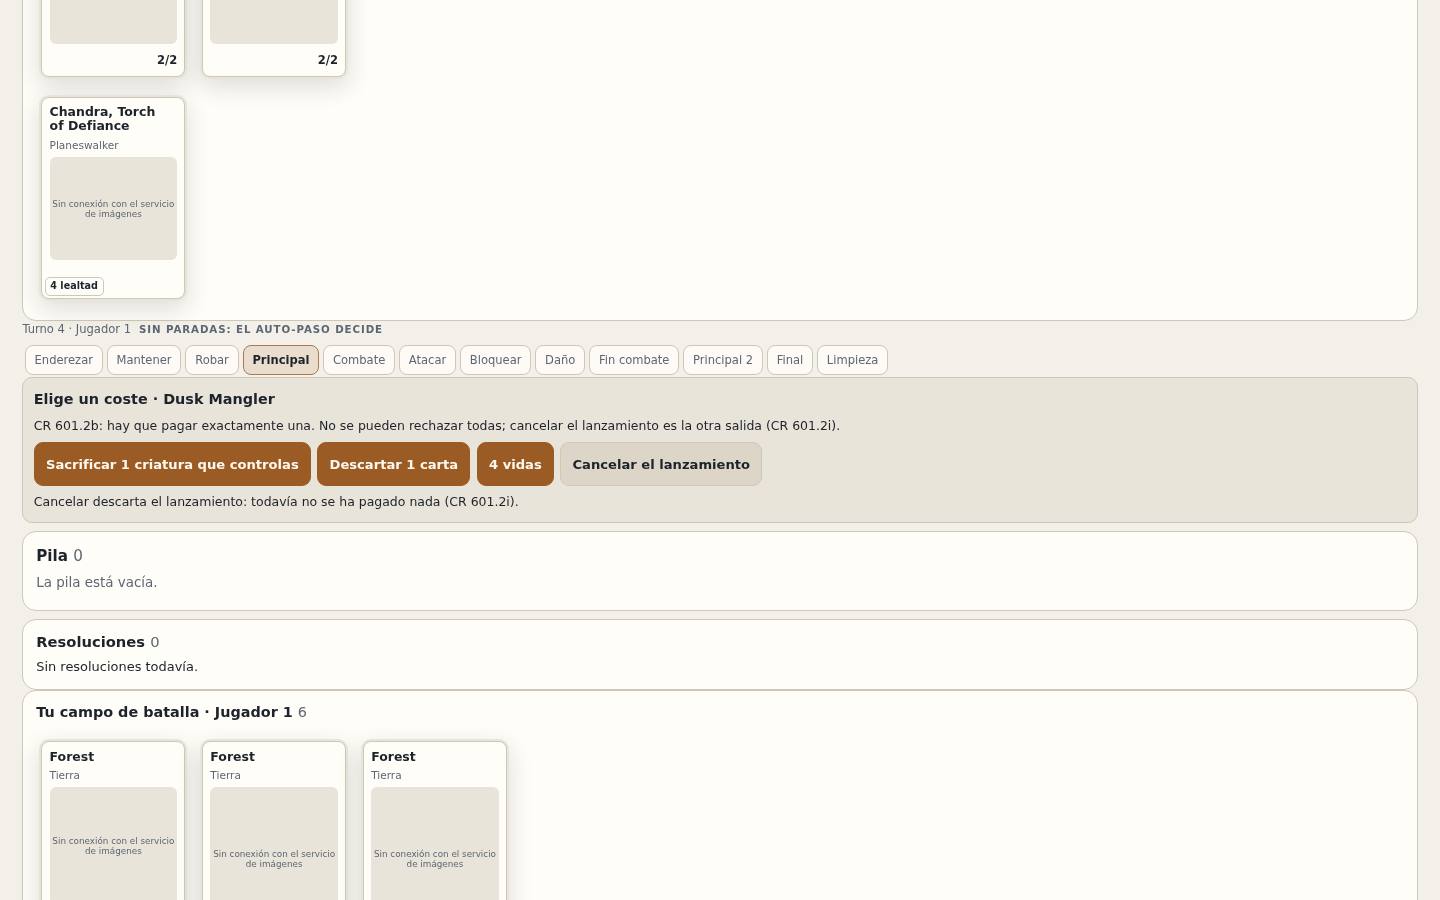 2/2
2/2
Chandra, Torch
of Defiance
Planeswalker
Sin conexión con el servicio
de imágenes
4 lealtad
Turno 4 · Jugador 1 SIN PARADAS: EL AUTO-PASO DECIDE
Enderezar Mantener Robar Principal Combate Atacar Bloquear Daño Fin combate Principal 2 Final Limpieza
Elige un coste · Dusk Mangler
CR 601.2b: hay que pagar exactamente una. No se pueden rechazar todas; cancelar el lanzamiento es la otra salida (CR 601.2i).
Sacrificar 1 criatura que controlas Descartar 1 carta 4 vidas Cancelar el lanzamiento
Cancelar descarta el lanzamiento: todavía no se ha pagado nada (CR 601.2i).
Pila 0
La pila está vacía.
Resoluciones 0
Sin resoluciones todavía.
Tu campo de batalla · Jugador 1 6
Forest Forest Forest
Tierra Tierra Tierra
Sin conexión con el servicio
de imágenes
Sin conexión con el servicio
de imágenes
Sin conexión con el servicio
de imágenes